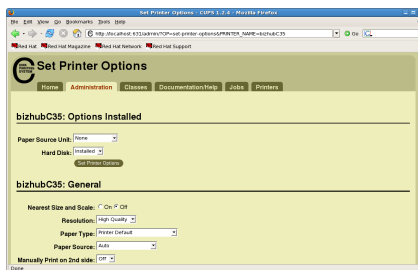 Set Printer Options - CUPS 1.2.4 - Mozilla Firefox
File Edit View Go Bookmarks Tools Help
http://localhost:631/admin/?OP=set-printer-options&PRINTER_NAME=bizhubC35 Go
Red Hat Red Hat Magazine Red Hat Network Red Hat Support
Set Printer Options
Home Administration Classes Documentation/Help Jobs Printers
bizhubC35: Options Installed
Paper Source Unit: None
Hard Disk: Installed
Set Printer Options
bizhubC35: General
Nearest Size and Scale: On Off
Resolution: High Quality
Paper Type: Printer Default
Paper Source: Auto
Manually Print on 2nd side: Off
Done